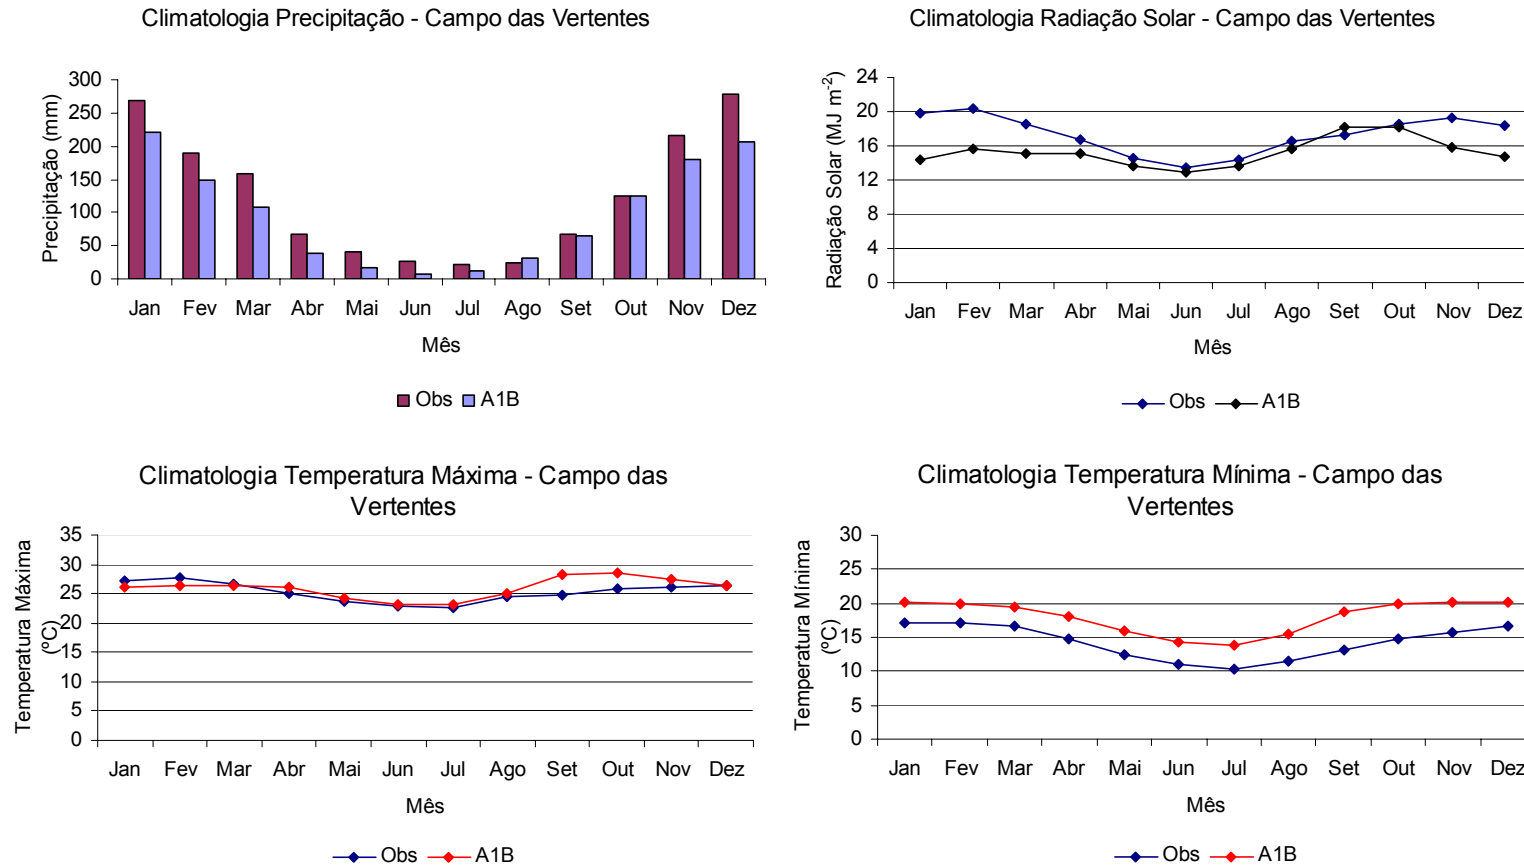 Climatologia Precipitação - Campo das Vertentes
Precipitação (mm)
300
250
200
150
100
50
0
Jan Fev Mar Abr Mai Jun Jul Ago Set Out Nov Dez
Mês
Obs A1B
Climatologia Radiação Solar - Campo das Vertentes
Radiação Solar (MJ m-2)
24
20
16
12
8
4
0
Jan Fev Mar Abr Mai Jun Jul Ago Set Out Nov Dez
Mês
Obs A1B
Climatologia Temperatura Máxima - Campo das
Vertentes
Temperatura Máxima
(ºC)
35
30
25
20
15
10
5
0
Jan Fev Mar Abr Mai Jun Jul Ago Set Out Nov Dez
Mês
Obs A1B
Climatologia Temperatura Mínima - Campo das
Vertentes
Temperatura Mínima
(ºC)
30
25
20
15
10
5
0
Jan Fev Mar Abr Mai Jun Jul Ago Set Out Nov Dez
Mês
Obs A1B